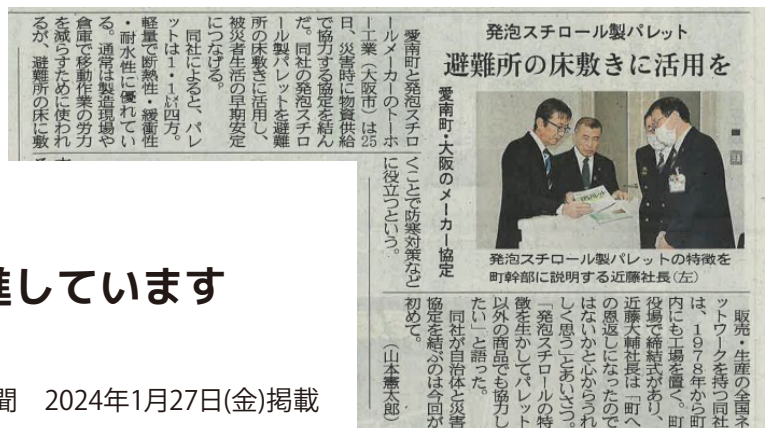 発泡スチロール製パレット
避難所の床敷きに活用を
愛南町・大阪のメーカー協定
愛南町と発泡スチロ
ールメーカーのトーホ
ー工業(大阪市)は25
日、災害時に物資供給
で協力する協定を結ん
だ。同社の発泡スチロ
ール製パレットを避難
所の床敷きに活用し、
被災者生活の早期安定
につなげる。
同社によると、パレ
ットは1・1㍍四方。
軽量で断熱性・緩衝性
・耐水性に優れてい
る。通常は製造現場や
倉庫で移動作業の労力
を減らすために使われ
るが、避難所の床に敷
くことで防寒対策など
に役立つという。
発泡スチロール製パレットの特徴を
町幹部に説明する近藤社長(左)
販売・生産の全国ネ
ットワークを持つ同社
は、1978年から町
内にも工場を置く。町
役場で締結式があり、
近藤大輔社長は「町へ
の恩返しになったので
はないかと心からうれ
しく思う」とあいさつ。
「発泡スチロールの特
徴を生かしてパレット
以外の商品でも協力し
たい」と語った。
同社が自治体と災害
協定を結ぶのは今回が
初めて。
(山本憲太郎)
進しています
聞　2024年1月27日(金)掲載